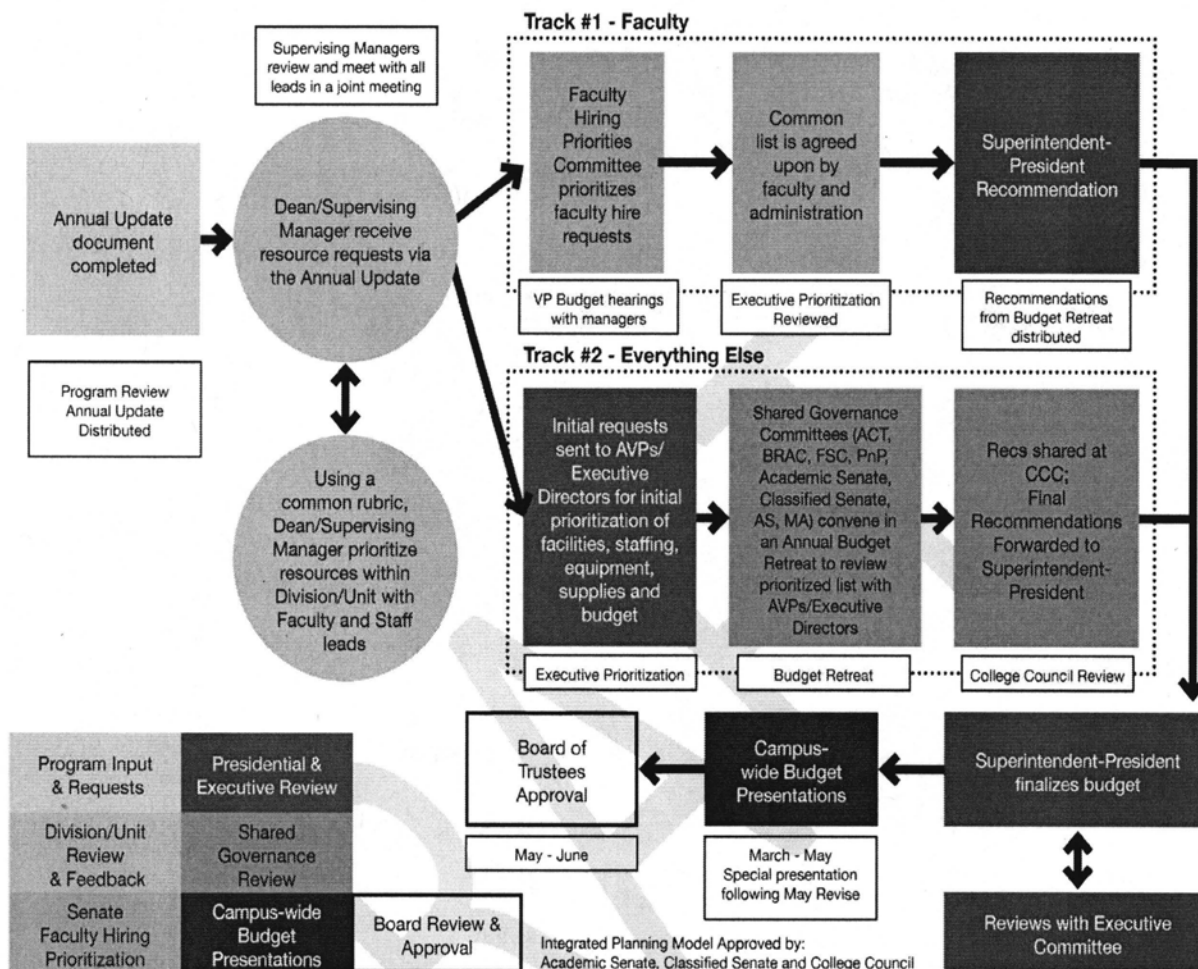 Track #1 - Faculty
Supervising Managers
review and meet with all
leads in a joint meeting
Annual Update
document
completed
Program Review
Annual Update
Distributed
Dean/Supervising
Manager receive
resource requests via
the Annual Update
Using a
common rubric,
Dean/Supervising
Manager prioritize
resources within
Division/Unit with
Faculty and Staff
leads
Faculty
Hiring
Priorities
Committee
prioritizes
faculty hire
requests
VP Budget hearings
with managers
Common
list is agreed
upon by
faculty and
administration
Executive Prioritization
Reviewed
Superintendent-
President
Recommendation
Recommendations
from Budget Retreat
distributed
Track #2 - Everything Else
Initial requests
sent to AVPs/
Executive
Directors for initial
prioritization of
facilities, staffing,
equipment,
supplies and
budget
Executive Prioritization
Shared Governance
Committees (ACT,
BRAC, FSC, PnP,
Academic Senate,
Classified Senate,
AS, MA) convene in
an Annual Budget
Retreat to review
prioritized list with
AVPs/Executive
Directors
Budget Retreat
Recs shared at
CCC;
Final
Recommendations
Forwarded to
Superintendent-
President
College Council Review
Superintendent-President
finalizes budget
Reviews with Executive
Committee
Campus-
wide Budget
Presentations
March - May
Special presentation
following May Revise
Board of
Trustees
Approval
May - June
Program Input
& Requests
Presidential &
Executive Review
Division/Unit
Review
& Feedback
Shared
Governance
Review
Senate
Faculty Hiring
Prioritization
Campus-wide
Budget
Presentations
Board Review &
Approval
Integrated Planning Model Approved by:
Academic Senate, Classified Senate and College Council
DRAFT